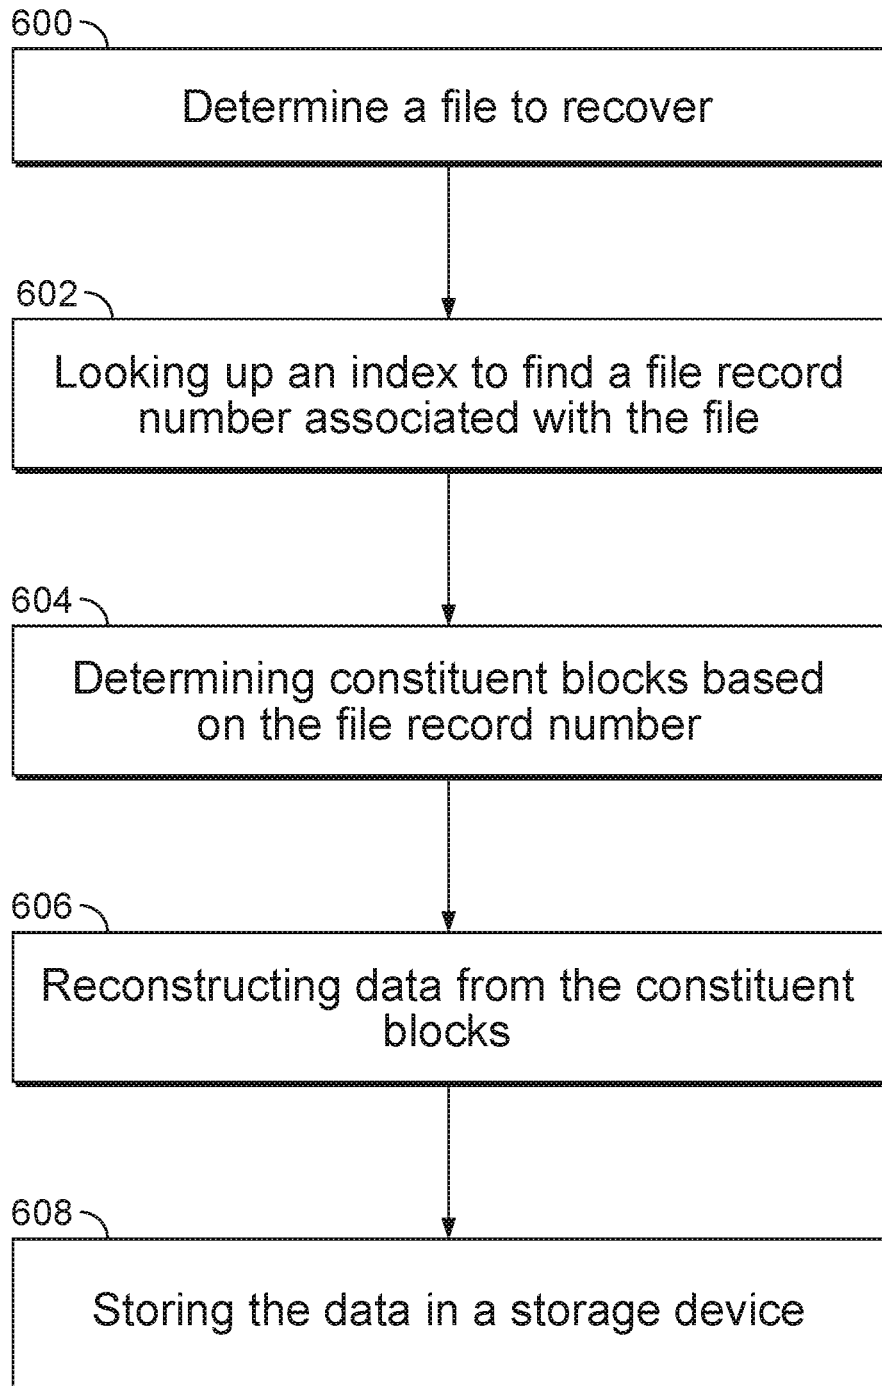 600
Determine a file to recover
602
Looking up an index to find a file record
number associated with the file
604
Determining constituent blocks based
on the file record number
606
Reconstructing data from the constituent
blocks
608
Storing the data in a storage device